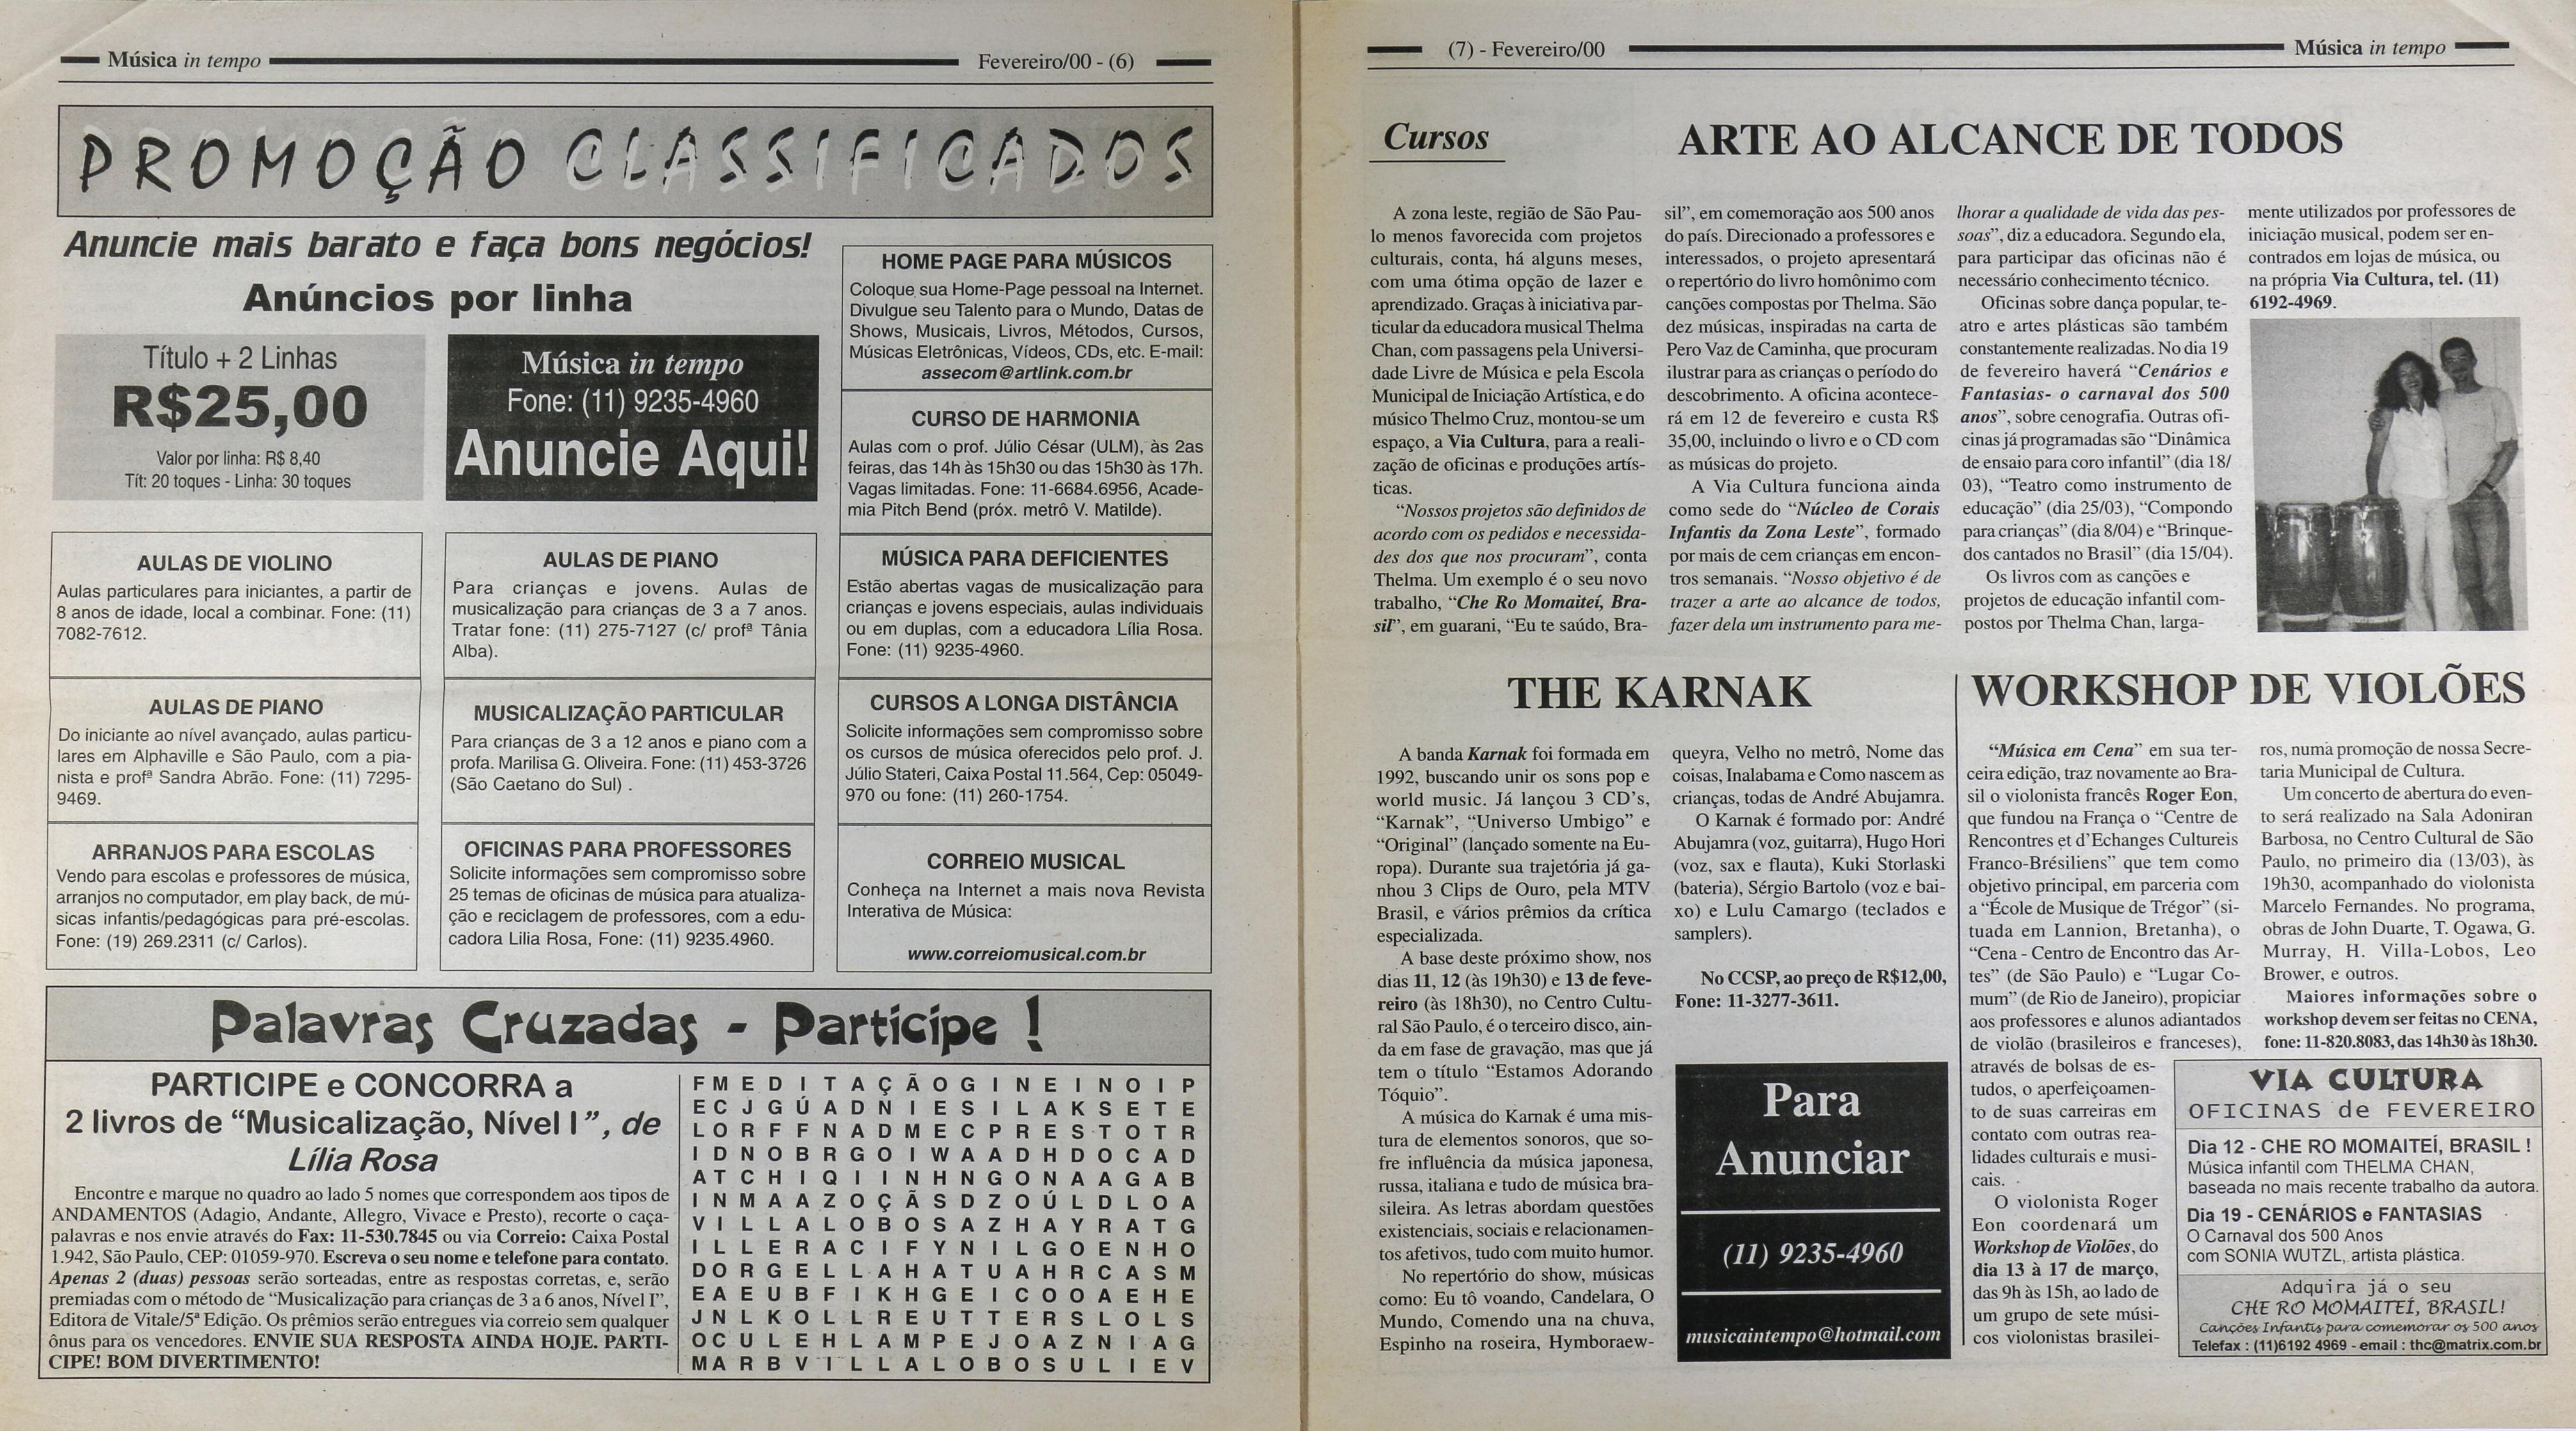 Música in tempo
Fevereiro/00 - (6)
PROMOÇÃO CLASSIFICADOS
Anuncie mais barato e faça bons negócios!
Anúncios por linha
Título + 2 Linhas
R$25,00
Valor por linha: R$ 8,40
Tít: 20 toques - Linha: 30 toques
Música in tempo
Fone: (11) 9235-4960
Anuncie Aqui!
AULAS DE VIOLINO
Aulas particulares para iniciantes, a partir de
8 anos de idade, local a combinar. Fone: (11)
7082-7612.
AULAS DE PIANO
Do iniciante ao nível avançado, aulas particu-
lares em Alphaville e São Paulo, com a pia-
nista e profª Sandra Abrão. Fone: (11) 7295-
9469.
ARRANJOS PARA ESCOLAS
Vendo para escolas e professores de música,
arranjos no computador, em play back, de mú-
sicas infantis/pedagógicas para pré-escolas.
Fone: (19) 269.2311 (c/ Carlos).
AULAS DE PIANO
Para crianças e jovens. Aulas de
musicalização para crianças de 3 a 7 anos.
Tratar fone: (11) 275-7127 (c/ profª Tânia
Alba).
MUSICALIZAÇÃO PARTICULAR
Para crianças de 3 a 12 anos e piano com a
profa. Marilisa G. Oliveira. Fone: (11) 453-3726
(São Caetano do Sul) .
OFICINAS PARA PROFESSORES
Solicite informações sem compromisso sobre
25 temas de oficinas de música para atualiza-
ção e reciclagem de professores, com a edu-
cadora Lilia Rosa, Fone: (11) 9235.4960.
HOME PAGE PARA MÚSICOS
Coloque sua Home-Page pessoal na Internet.
Divulgue seu Talento para o Mundo, Datas de
Shows, Musicais, Livros, Métodos, Cursos,
Músicas Eletrônicas, Vídeos, CDs, etc. E-mail:
assecom@artlink.com.br
CURSO DE HARMONIA
Aulas com o prof. Júlio César (ULM), às 2as
feiras, das 14h às 15h30 ou das 15h30 às 17h.
Vagas limitadas. Fone: 11-6684.6956, Acade-
mia Pitch Bend (próx. metrô V. Matilde).
MÚSICA PARA DEFICIENTES
Estão abertas vagas de musicalização para
crianças e jovens especiais, aulas individuais
ou em duplas, com a educadora Lília Rosa.
Fone: (11) 9235-4960.
CURSOS A LONGA DISTÂNCIA
Solicite informações sem compromisso sobre
os cursos de música oferecidos pelo prof. J.
Júlio Stateri, Caixa Postal 11.564, Cep: 05049-
970 ou fone: (11) 260-1754.
CORREIO MUSICAL
Conheça na Internet a mais nova Revista
Interativa de Música:
www.correiomusical.com.br
Palavras Cruzadas - Participe !
PARTICIPE e CONCORRA a
2 livros de “Musicalização, Nível I”, de
Lília Rosa
Encontre e marque no quadro ao lado 5 nomes que correspondem aos tipos de
ANDAMENTOS (Adagio, Andante, Allegro, Vivace e Presto), recorte o caça-
palavras e nos envie através do Fax: 11-530.7845 ou via Correio: Caixa Postal
1.942, São Paulo, CEP: 01059-970. Escreva o seu nome e telefone para contato.
Apenas 2 (duas) pessoas serão sorteadas, entre as respostas corretas, e, serão
premiadas com o método de “Musicalização para crianças de 3 a 6 anos, Nível I”,
Editora de Vitale/5ª Edição. Os prêmios serão entregues via correio sem qualquer
ônus para os vencedores. ENVIE SUA RESPOSTA AINDA HOJE. PARTI-
CIPE! BOM DIVERTIMENTO!
F M E D I T A Ç Ã O G I N E I N O I P
E C J G Ú A D N I E S I L A K S E T E
L O R F F N A D M E C P R E S T O T R
I D N O B R G O I W A A D H D O C A D
A T C H I Q I I N H N G O N A A G A B
I N M A A Z O Ç Ã S D Z O Ú L D L O A
V I L L A L O B O S A Z H A Y R A T G
I L L E R A C I F Y N I L G O E N H O
D O R G E L L A H A T U A H R C A S M
E A E U B F I K H G E I C O O A E H E
J N L K O L L R E U T T E R S L O L S
O C U L E H L A M P E J O A Z N I A G
M A R B V I L L A L O B O S U L I E V
(7) - Fevereiro/00
Música in tempo
Cursos
ARTE AO ALCANCE DE TODOS
A zona leste, região de São Pau-
lo menos favorecida com projetos
culturais, conta, há alguns meses,
com uma ótima opção de lazer e
aprendizado. Graças à iniciativa par-
ticular da educadora musical Thelma
Chan, com passagens pela Universi-
dade Livre de Música e pela Escola
Municipal de Iniciação Artística, e do
músico Thelmo Cruz, montou-se um
espaço, a Via Cultura, para a reali-
zação de oficinas e produções artís-
ticas.
“Nossos projetos são definidos de
acordo com os pedidos e necessida-
des dos que nos procuram”, conta
Thelma. Um exemplo é o seu novo
trabalho, “Che Ro Momaiteí, Bra-
sil”, em guarani, “Eu te saúdo, Bra-
sil”, em comemoração aos 500 anos
do país. Direcionado a professores e
interessados, o projeto apresentará
o repertório do livro homônimo com
canções compostas por Thelma. São
dez músicas, inspiradas na carta de
Pero Vaz de Caminha, que procuram
ilustrar para as crianças o período do
descobrimento. A oficina acontece-
rá em 12 de fevereiro e custa R$
35,00, incluindo o livro e o CD com
as músicas do projeto.
A Via Cultura funciona ainda
como sede do “Núcleo de Corais
Infantis da Zona Leste”, formado
por mais de cem crianças em encon-
tros semanais. “Nosso objetivo é de
trazer a arte ao alcance de todos,
fazer dela um instrumento para me-
lhorar a qualidade de vida das pes-
soas”, diz a educadora. Segundo ela,
para participar das oficinas não é
necessário conhecimento técnico.
Oficinas sobre dança popular, te-
atro e artes plásticas são também
constantemente realizadas. No dia 19
de fevereiro haverá “Cenários e
Fantasias- o carnaval dos 500
anos”, sobre cenografia. Outras ofi-
cinas já programadas são “Dinâmica
de ensaio para coro infantil” (dia 18/
03), “Teatro como instrumento de
educação” (dia 25/03), “Compondo
para crianças” (dia 8/04) e “Brinque-
dos cantados no Brasil” (dia 15/04).
Os livros com as canções e
projetos de educação infantil com-
postos por Thelma Chan, larga-
mente utilizados por professores de
iniciação musical, podem ser en-
contrados em lojas de música, ou
na própria Via Cultura, tel. (11)
6192-4969.
THE KARNAK
A banda Karnak foi formada em
1992, buscando unir os sons pop e
world music. Já lançou 3 CD’s,
“Karnak”, “Universo Umbigo” e
“Original” (lançado somente na Eu-
ropa). Durante sua trajetória já ga-
nhou 3 Clips de Ouro, pela MTV
Brasil, e vários prêmios da crítica
especializada.
A base deste próximo show, nos
dias 11, 12 (às 19h30) e 13 de feve-
reiro (às 18h30), no Centro Cultu-
ral São Paulo, é o terceiro disco, ain-
da em fase de gravação, mas que já
tem o título “Estamos Adorando
Tóquio”.
A música do Karnak é uma mis-
tura de elementos sonoros, que so-
fre influência da música japonesa,
russa, italiana e tudo de música bra-
sileira. As letras abordam questões
existenciais, sociais e relacionamen-
tos afetivos, tudo com muito humor.
No repertório do show, músicas
como: Eu tô voando, Candelara, O
Mundo, Comendo una na chuva,
Espinho na roseira, Hymboraew-
queyra, Velho no metrô, Nome das
coisas, Inalabama e Como nascem as
crianças, todas de André Abujamra.
O Karnak é formado por: André
Abujamra (voz, guitarra), Hugo Hori
(voz, sax e flauta), Kuki Storlaski
(bateria), Sérgio Bartolo (voz e bai-
xo) e Lulu Camargo (teclados e
samplers).
No CCSP, ao preço de R$12,00,
Fone: 11-3277-3611.
Para
Anunciar
(11) 9235-4960
musicaintempo@hotmail.com
WORKSHOP DE VIOLÕES
“Música em Cena” em sua ter-
ceira edição, traz novamente ao Bra-
sil o violonista francês Roger Eon,
que fundou na França o “Centre de
Rencontres et d’Echanges Cultureis
Franco-Brésiliens” que tem como
objetivo principal, em parceria com
a “École de Musique de Trégor” (si-
tuada em Lannion, Bretanha), o
“Cena - Centro de Encontro das Ar-
tes” (de São Paulo) e “Lugar Co-
mum” (de Rio de Janeiro), propiciar
aos professores e alunos adiantados
de violão (brasileiros e franceses),
através de bolsas de es-
tudos, o aperfeiçoamen-
to de suas carreiras em
contato com outras rea-
lidades culturais e musi-
cais.
O violonista Roger
Eon coordenará um
Workshop de Violões, do
dia 13 à 17 de março,
das 9h às 15h, ao lado de
um grupo de sete músi-
cos violonistas brasilei-
ros, numa promoção de nossa Secre-
taria Municipal de Cultura.
Um concerto de abertura do even-
to será realizado na Sala Adoniran
Barbosa, no Centro Cultural de São
Paulo, no primeiro dia (13/03), às
19h30, acompanhado do violonista
Marcelo Fernandes. No programa,
obras de John Duarte, T. Ogawa, G.
Murray, H. Villa-Lobos, Leo
Brower, e outros.
Maiores informações sobre o
workshop devem ser feitas no CENA,
fone: 11-820.8083, das 14h30 às 18h30.
VIA CULTURA
OFICINAS de FEVEREIRO
Dia 12 - CHE RO MOMAITEÍ, BRASIL !
Música infantil com THELMA CHAN,
baseada no mais recente trabalho da autora.
Dia 19 - CENÁRIOS e FANTASIAS
O Carnaval dos 500 Anos
com SONIA WUTZL, artista plástica.
Adquira já o seu
CHE RO MOMAITEÍ, BRASIL!
Canções Infantis para comemorar os 500 anos
Telefax : (11)6192 4969 - email : thc@matrix.com.br